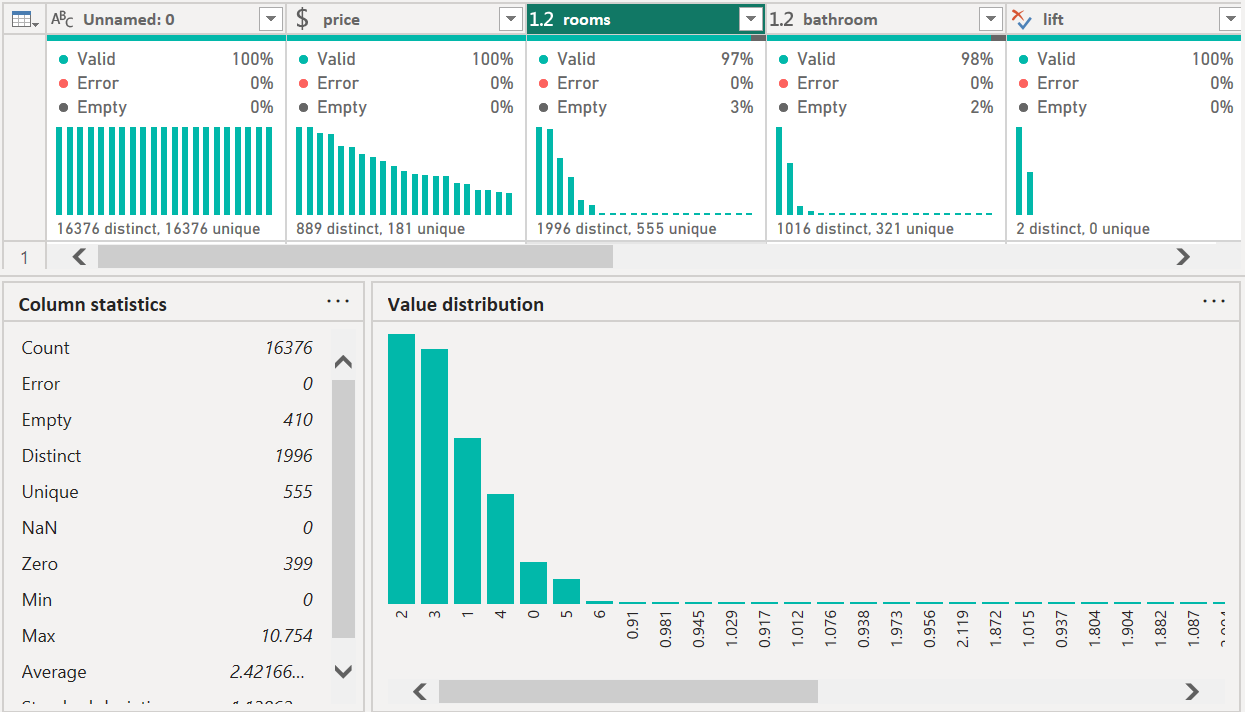 ABC Unnamed: 0
$ price
1.2 rooms
1.2 bathroom
lift
Valid 100%
Error 0%
Empty 0%
16376 distinct, 16376 unique
Valid 100%
Error 0%
Empty 0%
889 distinct, 181 unique
Valid 97%
Error 0%
Empty 3%
1996 distinct, 555 unique
Valid 98%
Error 0%
Empty 2%
1016 distinct, 321 unique
Valid 100%
Error 0%
Empty 0%
2 distinct, 0 unique
1
Column statistics ...
Count 16376
Error 0
Empty 410
Distinct 1996
Unique 555
NaN 0
Zero 399
Min 0
Max 10.754
Average 2.42166...
Value distribution ...
2
3
1
4
0
5
6
0.91
0.981
0.945
1.029
0.917
1.012
1.076
0.938
1.973
0.956
2.119
1.872
1.015
0.937
1.804
1.904
1.882
1.087